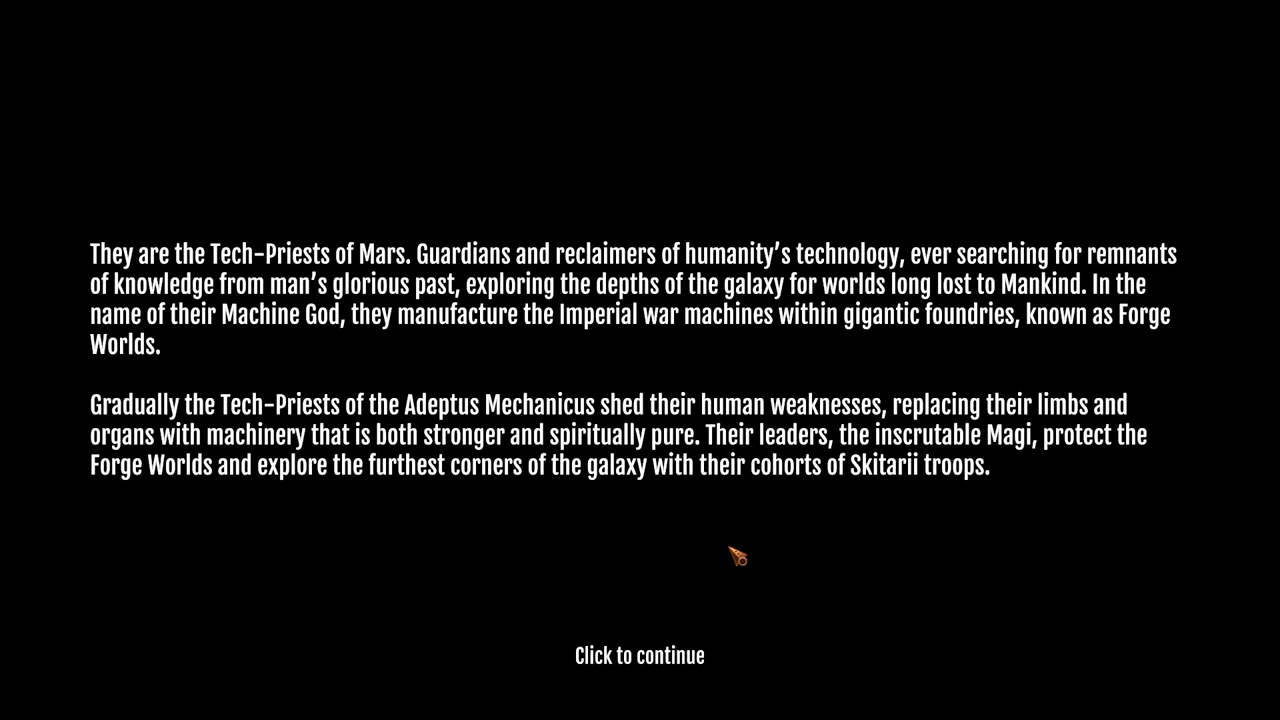 They are the Tech-Priests of Mars. Guardians and reclaimers of humanity’s technology, ever searching for remnants
of knowledge from man’s glorious past, exploring the depths of the galaxy for worlds long lost to Mankind. In the
name of their Machine God, they manufacture the Imperial war machines within gigantic foundries, known as Forge
Worlds.
Gradually the Tech-Priests of the Adeptus Mechanicus shed their human weaknesses, replacing their limbs and
organs with machinery that is both stronger and spiritually pure. Their leaders, the inscrutable Magi, protect the
Forge Worlds and explore the furthest corners of the galaxy with their cohorts of Skitarii troops.
Click to continue